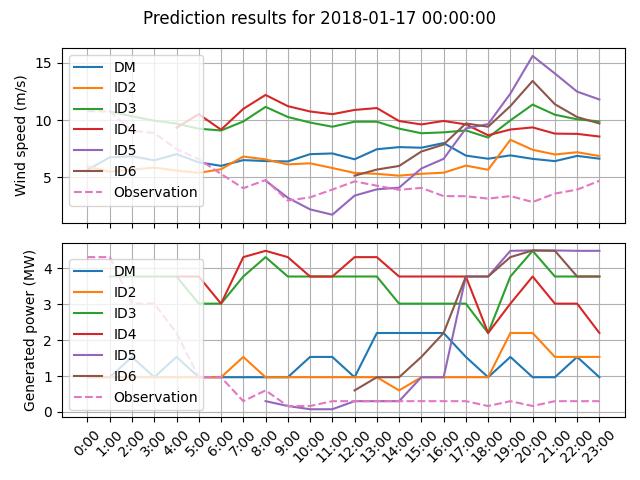 Prediction results for 2018-01-17 00:00:00
Wind speed (m/s)
15
10
5
DM
ID2
ID3
ID4
ID5
ID6
Observation
Generated power (MW)
4
3
2
1
0
DM
ID2
ID3
ID4
ID5
ID6
Observation
0:00
1:00
2:00
3:00
4:00
5:00
6:00
7:00
8:00
9:00
10:00
11:00
12:00
13:00
14:00
15:00
16:00
17:00
18:00
19:00
20:00
21:00
22:00
23:00